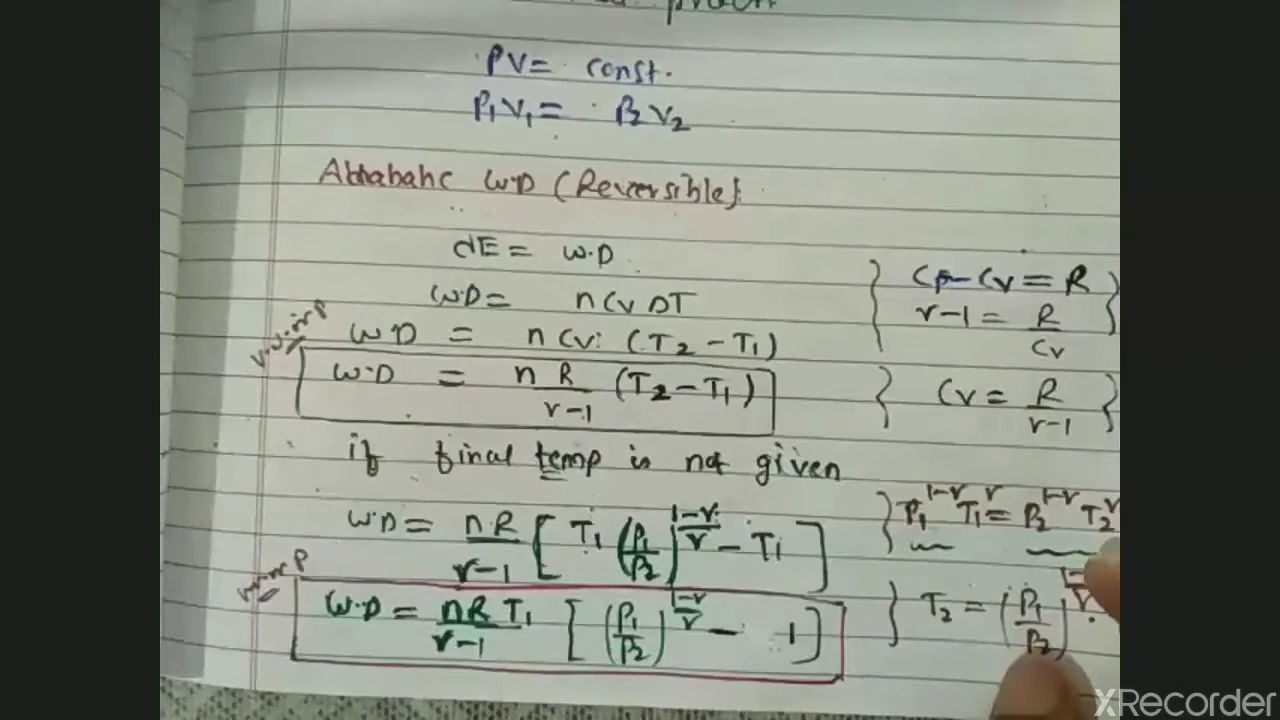 PV = const.
P₁V₁ = P₂V₂
Adiabatic W.D (Reversible)
dE = W.D
W.D = nCv ΔT
v.v.imp
W.D = nCv (T₂ - T₁)
W.D = nR/(γ-1) (T₂ - T₁)
} Cp - Cv = R }
γ-1 = R/Cv
} Cv = R/(γ-1) }
if final temp is not given
W.D = nR/(γ-1) [ T₁ (P₁/P₂)^((1-γ)/γ) - T₁ ]
} P₁^(1-γ) T₁^γ = P₂^(1-γ) T₂^γ
W.D = nRT₁/(γ-1) [ (P₁/P₂)^((1-γ)/γ) - 1 ]
} T₂ = (P₁/P₂)
XRecorder